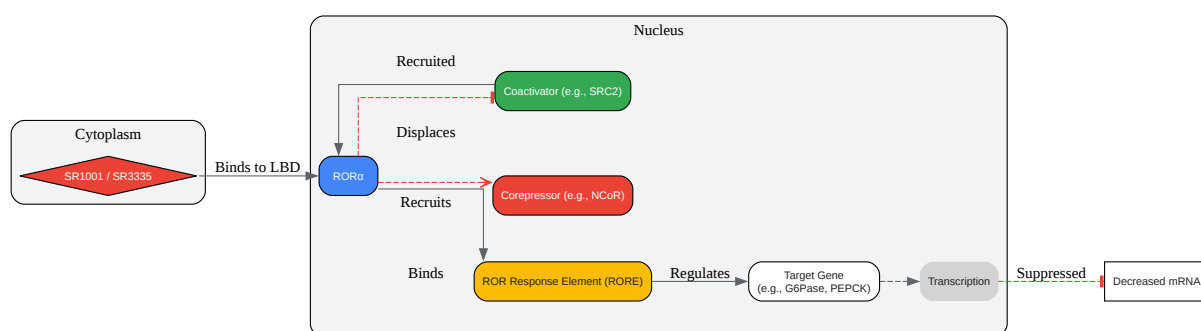 Nucleus
Recruited
Coactivator (e.g., SRC2)
Cytoplasm
Displaces
SR1001 / SR3335
Binds to LBD
RORα
Corepressor (e.g., NCoR)
Recruits
Binds
ROR Response Element (RORE)
Regulates
Target Gene
(e.g., G6Pase, PEPCK)
Transcription
Suppressed
Decreased mRNA